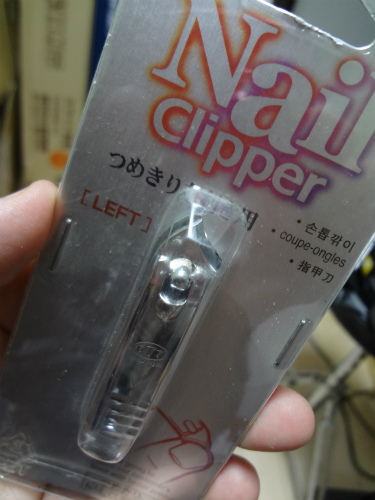 Nail
Clipper
つめきり
[ LEFT ]
• 손톱깎이
• coupe-ongles
• 指甲刀